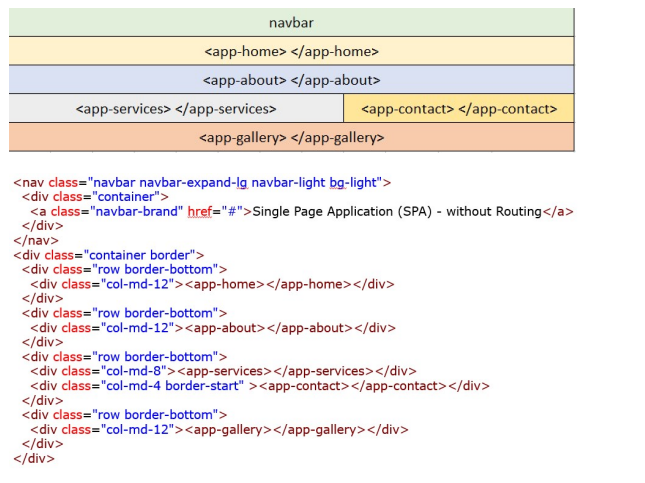 navbar
<app-home> </app-home>
<app-about> </app-about>
<app-services> </app-services> <app-contact> </app-contact>
<app-gallery> </app-gallery>
<nav class="navbar navbar-expand-lg navbar-light bg-light">
<div class="container">
<a class="navbar-brand" href="#">Single Page Application (SPA) - without Routing</a>
</div>
</nav>
<div class="container border">
<div class="row border-bottom">
<div class="col-md-12"><app-home></app-home></div>
</div>
<div class="row border-bottom">
<div class="col-md-12"><app-about></app-about></div>
</div>
<div class="row border-bottom">
<div class="col-md-8"><app-services></app-services></div>
<div class="col-md-4 border-start" ><app-contact></app-contact></div>
</div>
<div class="row border-bottom">
<div class="col-md-12"><app-gallery></app-gallery></div>
</div>
</div>